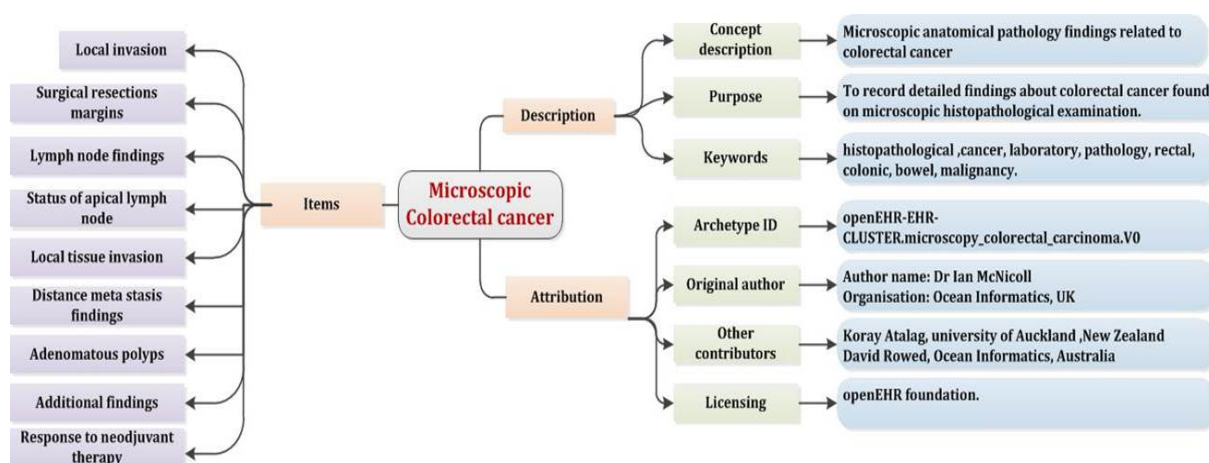 Local invasion
Surgical resections
margins
Lymph node findings
Status of apical lymph
node
Local tissue invasion
Distance meta stasis
findings
Adenomatous polyps
Additional findings
Response to neodjuvant
therapy
Items
Microscopic
Colorectal cancer
Description
Attribution
Concept
description
Microscopic anatomical pathology findings related to
colorectal cancer
Purpose
To record detailed findings about colorectal cancer found
on microscopic histopathological examination.
Keywords
histopathological ,cancer, laboratory, pathology, rectal,
colonic, bowel, malignancy.
Archetype ID
openEHR-EHR-
CLUSTER.microscopy_colorectal_carcinoma.V0
Original author
Author name: Dr Ian McNicoll
Organisation: Ocean Informatics, UK
Other
contributors
Koray Atalag, university of Auckland ,New Zealand
David Rowed, Ocean Informatics, Australia
Licensing
openEHR foundation.